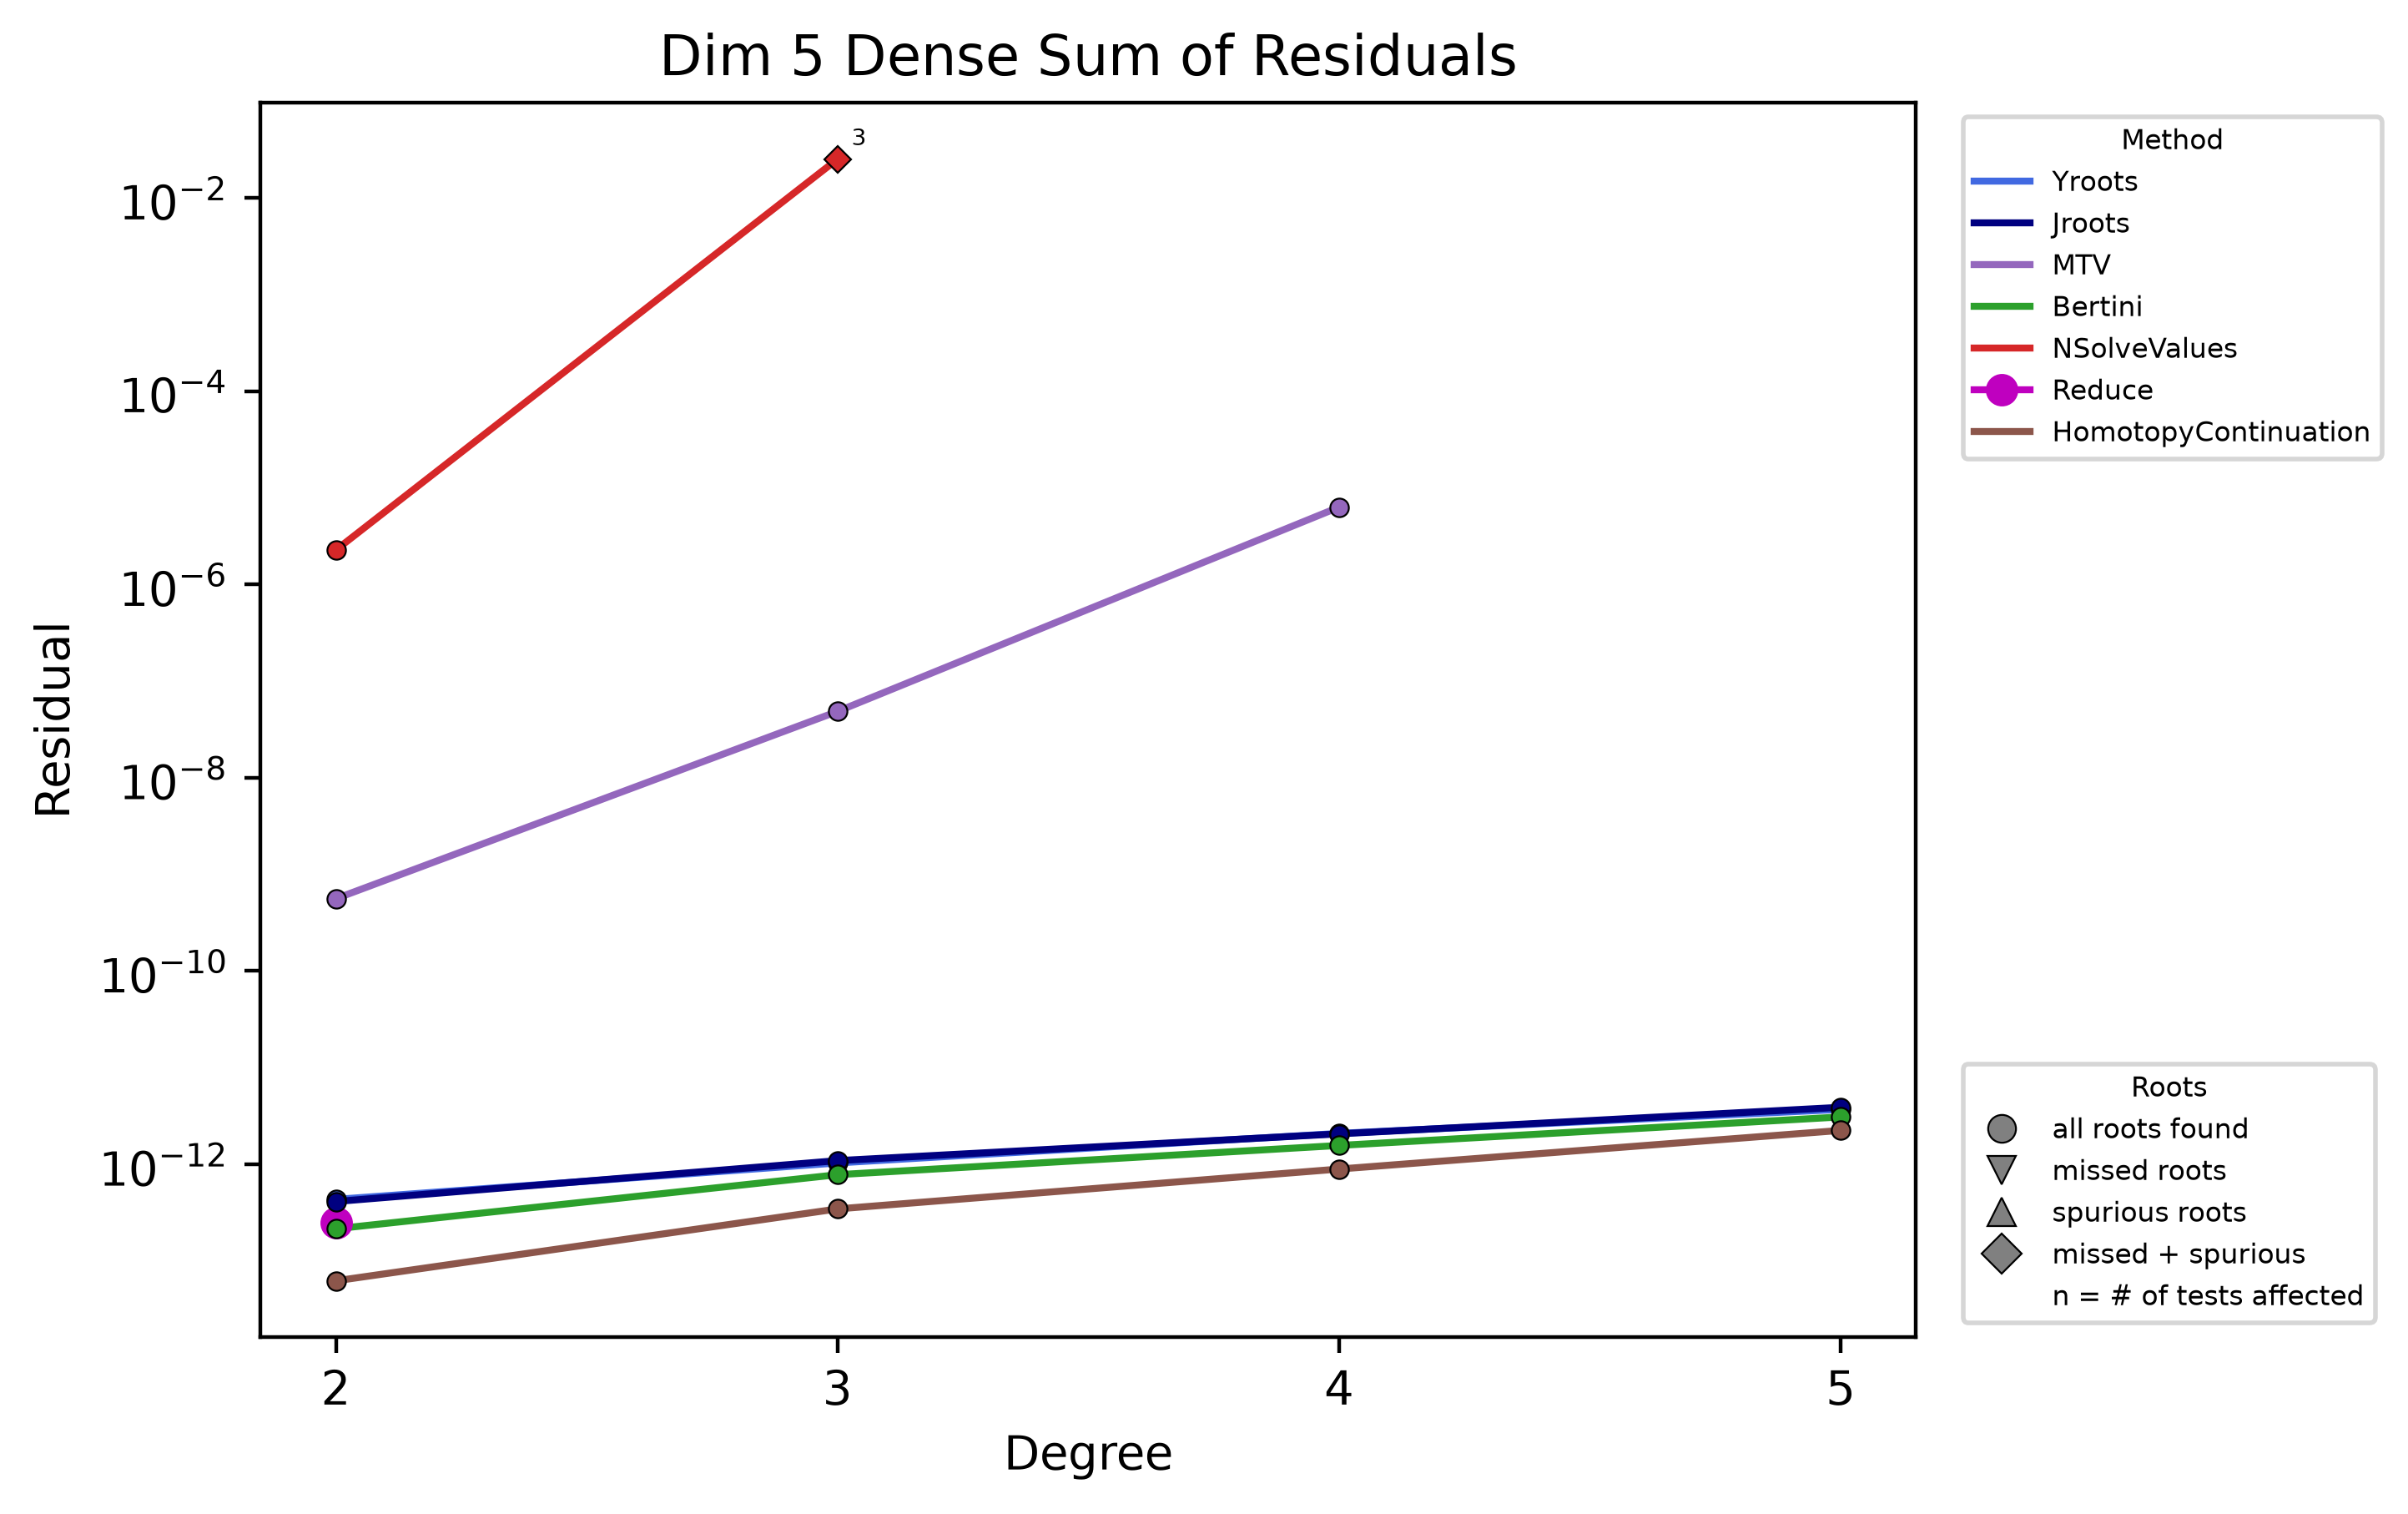 Dim 5 Dense Sum of Residuals
Residual
10⁻²
10⁻⁴
10⁻⁶
10⁻⁸
10⁻¹⁰
10⁻¹²
3
2
3
4
5
Degree
Method
Yroots
Jroots
MTV
Bertini
NSolveValues
Reduce
HomotopyContinuation
Roots
all roots found
missed roots
spurious roots
missed + spurious
n = # of tests affected